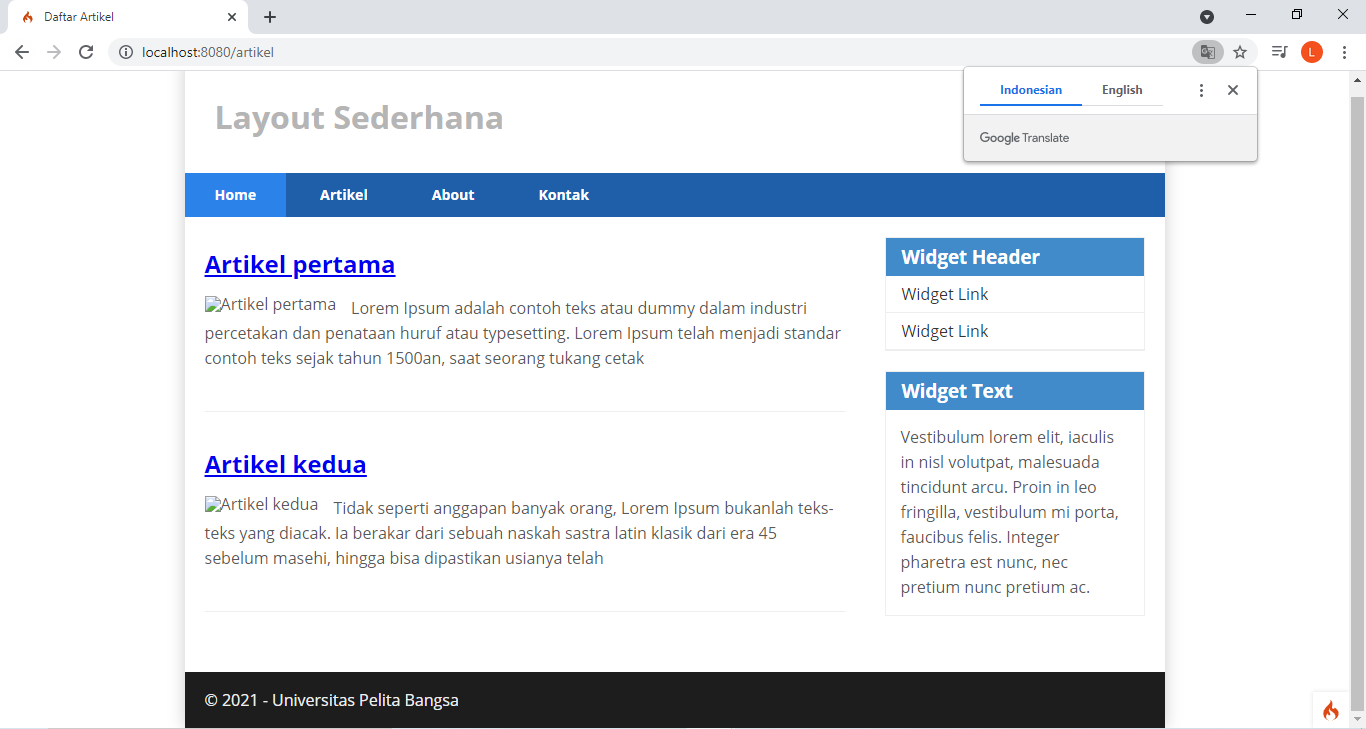 Daftar Artikel
localhost:8080/artikel
L
Indonesian English
Google Translate
Layout Sederhana
Home Artikel About Kontak
Artikel pertama
Artikel pertama Lorem Ipsum adalah contoh teks atau dummy dalam industri
percetakan dan penataan huruf atau typesetting. Lorem Ipsum telah menjadi standar
contoh teks sejak tahun 1500an, saat seorang tukang cetak
Artikel kedua
Artikel kedua Tidak seperti anggapan banyak orang, Lorem Ipsum bukanlah teks-
teks yang diacak. Ia berakar dari sebuah naskah sastra latin klasik dari era 45
sebelum masehi, hingga bisa dipastikan usianya telah
Widget Header
Widget Link
Widget Link
Widget Text
Vestibulum lorem elit, iaculis
in nisl volutpat, malesuada
tincidunt arcu. Proin in leo
fringilla, vestibulum mi porta,
faucibus felis. Integer
pharetra est nunc, nec
pretium nunc pretium ac.
© 2021 - Universitas Pelita Bangsa